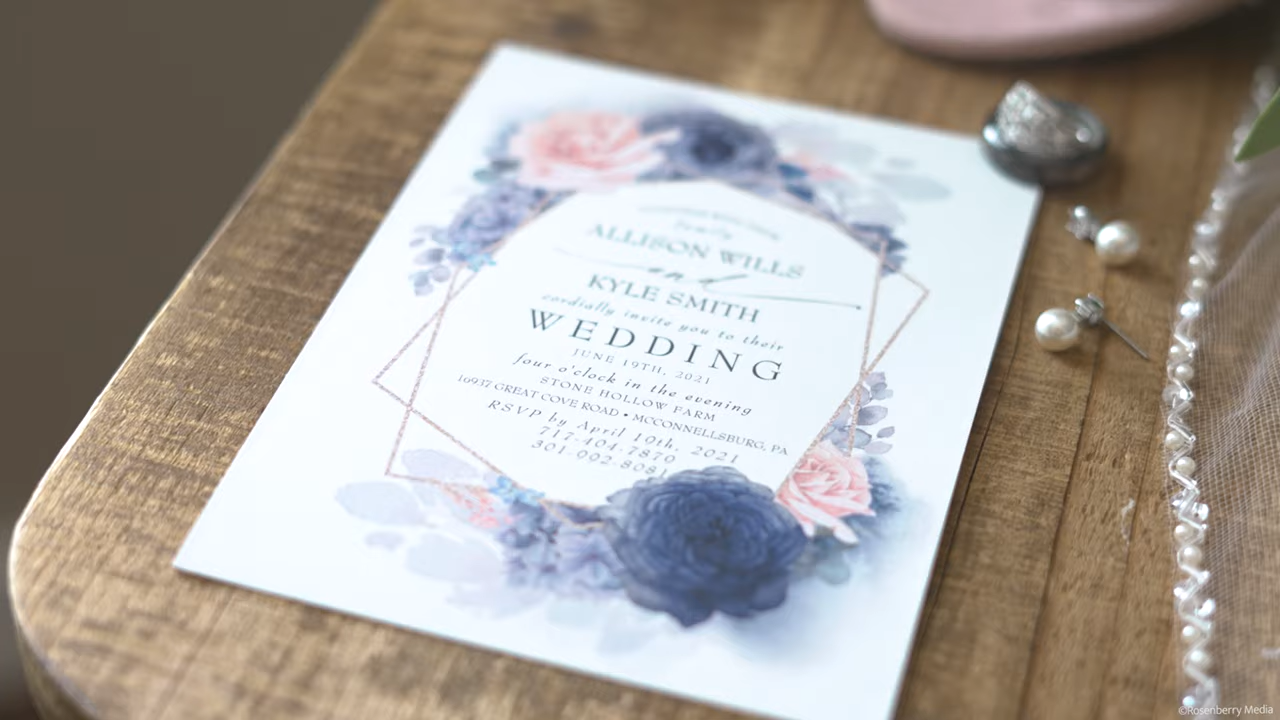 ALLISON WILLS
and
KYLE SMITH
cordially invite you to their
WEDDING
JUNE 19TH, 2021
four o'clock in the evening
STONE HOLLOW FARM
16937 GREAT COVE ROAD • MCCONNELLSBURG, PA
RSVP by April 10th, 2021
717-404-7870
301-992-8081
©Rosenberry Media